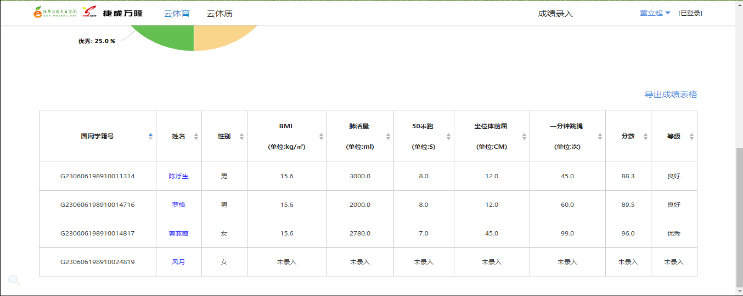 捷成万隆 云体育 云体质 成绩录入 [已登录]
优秀: 25.0 %
导出成绩表格
国网学籍号 姓名 性别 BMI (单位:kg/㎡) 肺活量 (单位:ml) 50米跑 (单位:S) 坐位体前屈 (单位:CM) 一分钟跳绳 (单位:次) 分数 等级
G230606198910011314 男 15.6 3000.0 8.0 12.0 45.0 88.3 良好
G230606198910014716 男 15.6 2000.0 8.0 12.0 60.0 89.5 良好
G230606198910014817 女 15.6 2780.0 7.0 45.0 99.0 96.0 优秀
G230606198910024819 风月 女 未录入 未录入 未录入 未录入 未录入 未录入 未录入